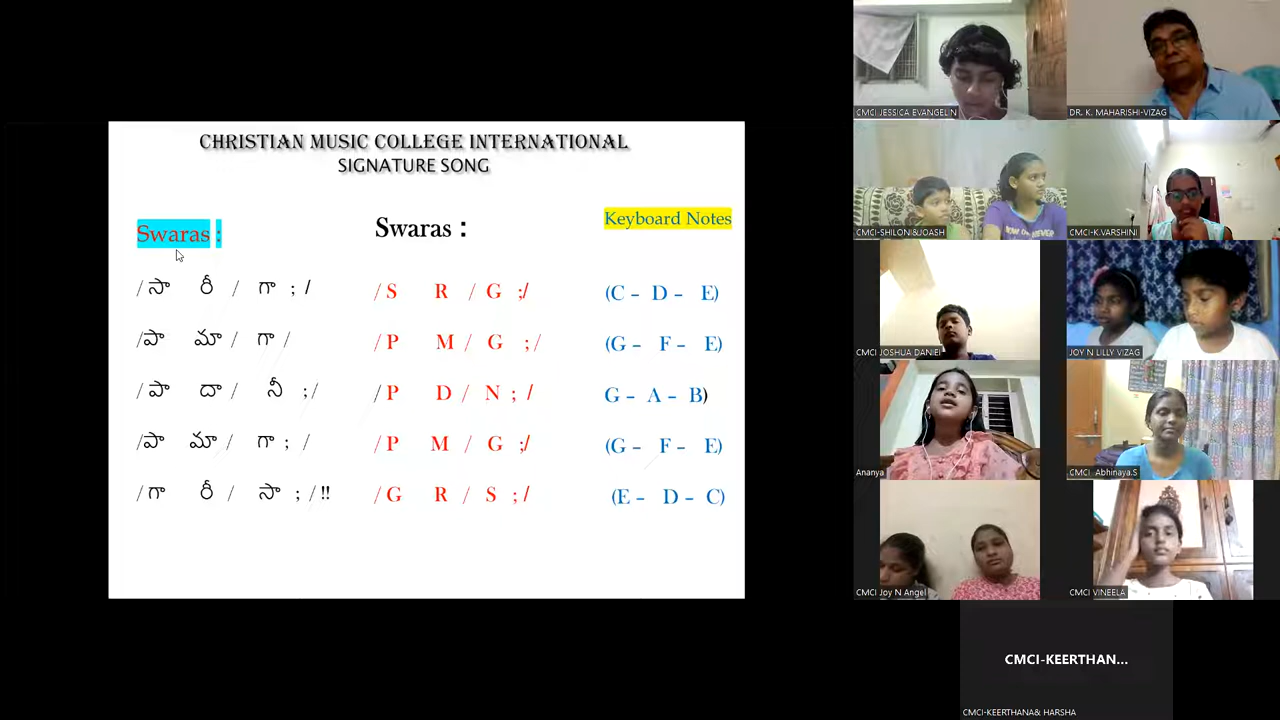 CHRISTIAN MUSIC COLLEGE INTERNATIONAL
SIGNATURE SONG
Swaras :
Swaras :
Keyboard Notes
/ సా రీ / గా ; /
/ S R / G ;/
(C – D – E)
/పా మా / గా /
/ P M / G ; /
(G – F – E)
/ పా దా / నీ ; /
/ P D / N ; /
G – A – B)
/పా మా / గా ; /
/ P M / G ;/
(G – F – E)
/ గా రీ / సా ; / !!
/ G R / S ; /
(E – D – C)
CMCI JESSICA EVANGELIN
DR. K. MAHARISHI-VIZAG
CMCI-SHILONI&JOASH
CMCI-K.VARSHINI
CMCI JOSHUA DANIEL
JOY N LILLY VIZAG
Ananya
CMCI Abhinaya.S
CMCI Joy N Angel
CMCI VINEELA
CMCI-KEERTHAN...
CMCI-KEERTHANA& HARSHA